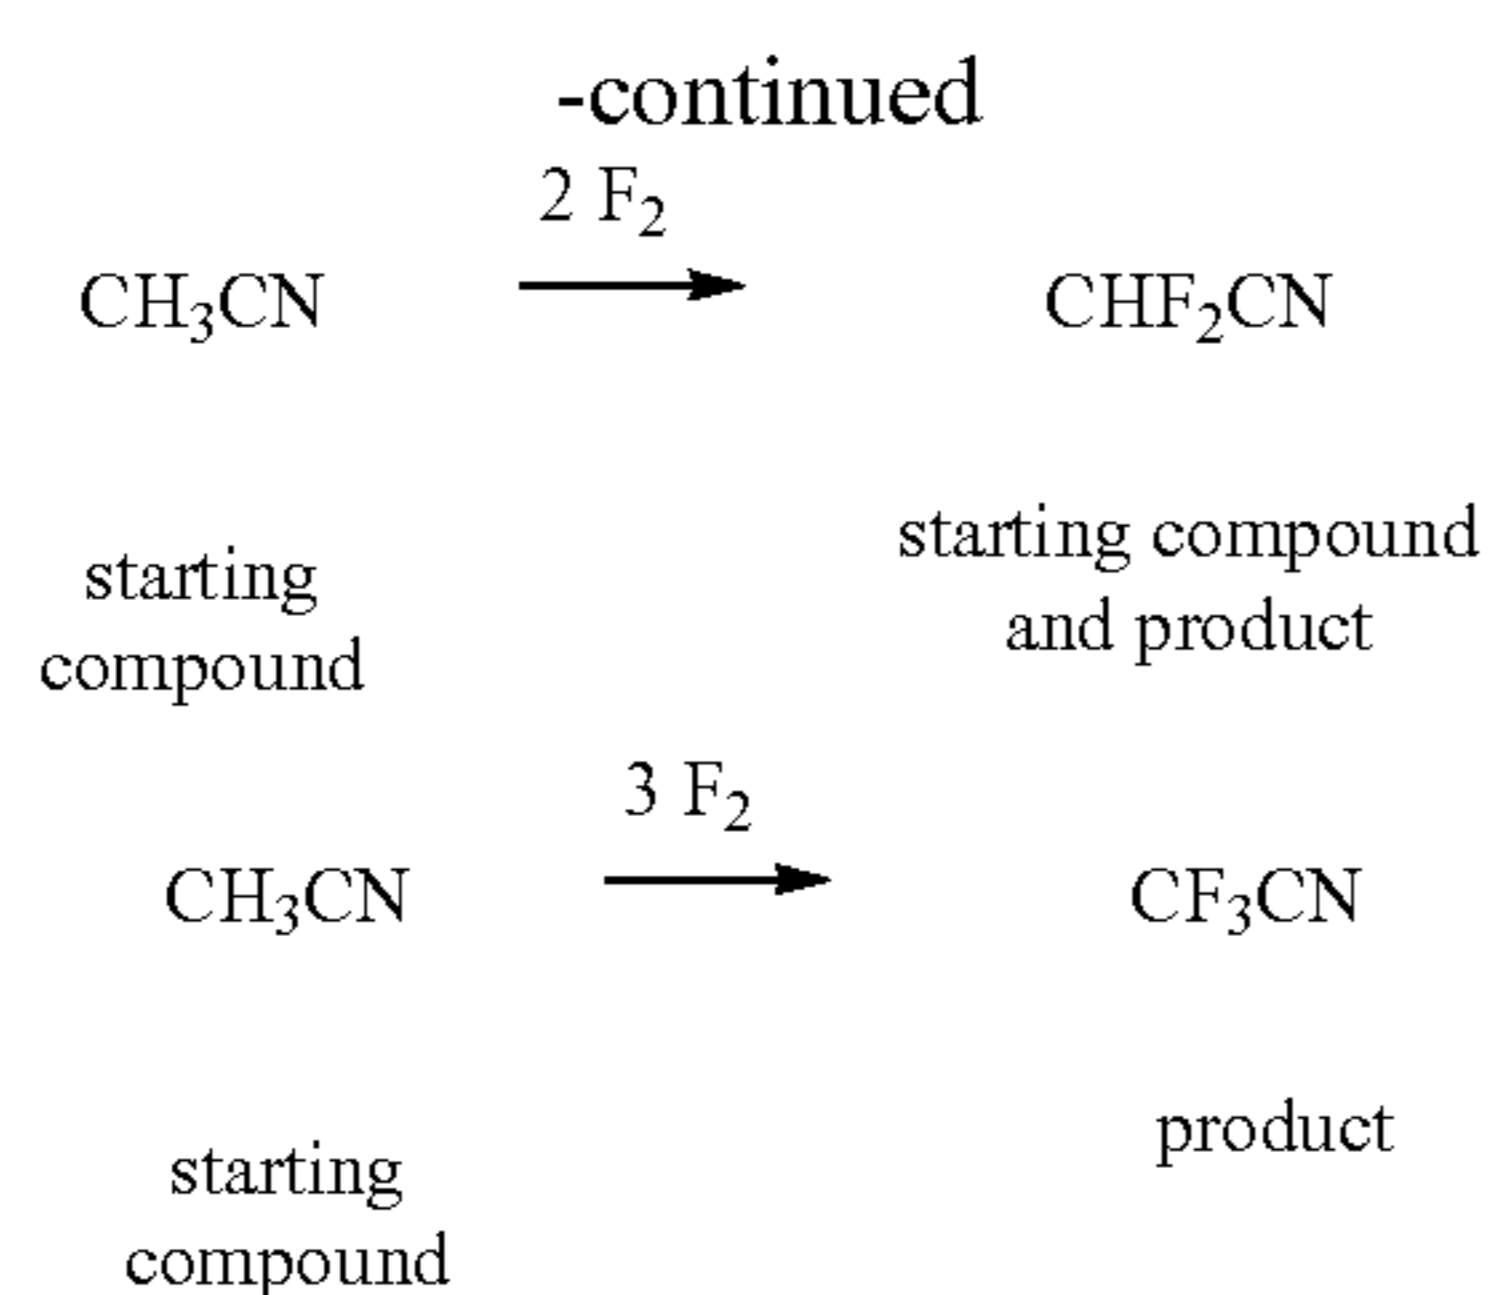 -continued
2 F₂
CH₃CN
CHF₂CN
starting
compound
starting compound
and product
3 F₂
CH₃CN
CF₃CN
starting
compound
product